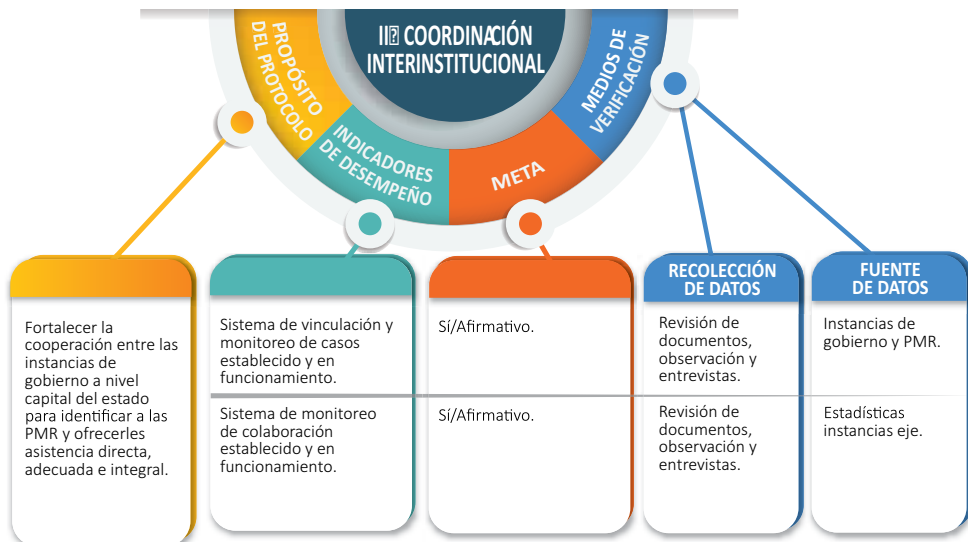 II. COORDINACIÓN
INTERINSTITUCIONAL
PROPÓSITO
DEL PROTOCOLO
INDICADORES
DE DESEMPEÑO
META
MEDIOS DE
VERIFICACIÓN
Fortalecer la
cooperación entre las
instancias de
gobierno a nivel
capital del estado
para identificar a las
PMR y ofrecerles
asistencia directa,
adecuada e integral.
Sistema de vinculación y
monitoreo de casos
establecido y en
funcionamiento.
Sistema de monitoreo
de colaboración
establecido y en
funcionamiento.
Sí/Afirmativo.
Sí/Afirmativo.
RECOLECCIÓN
DE DATOS
Revisión de
documentos,
observación y
entrevistas.
Revisión de
documentos,
observación y
entrevistas.
FUENTE
DE DATOS
Instancias de
gobierno y PMR.
Estadísticas
instancias eje.